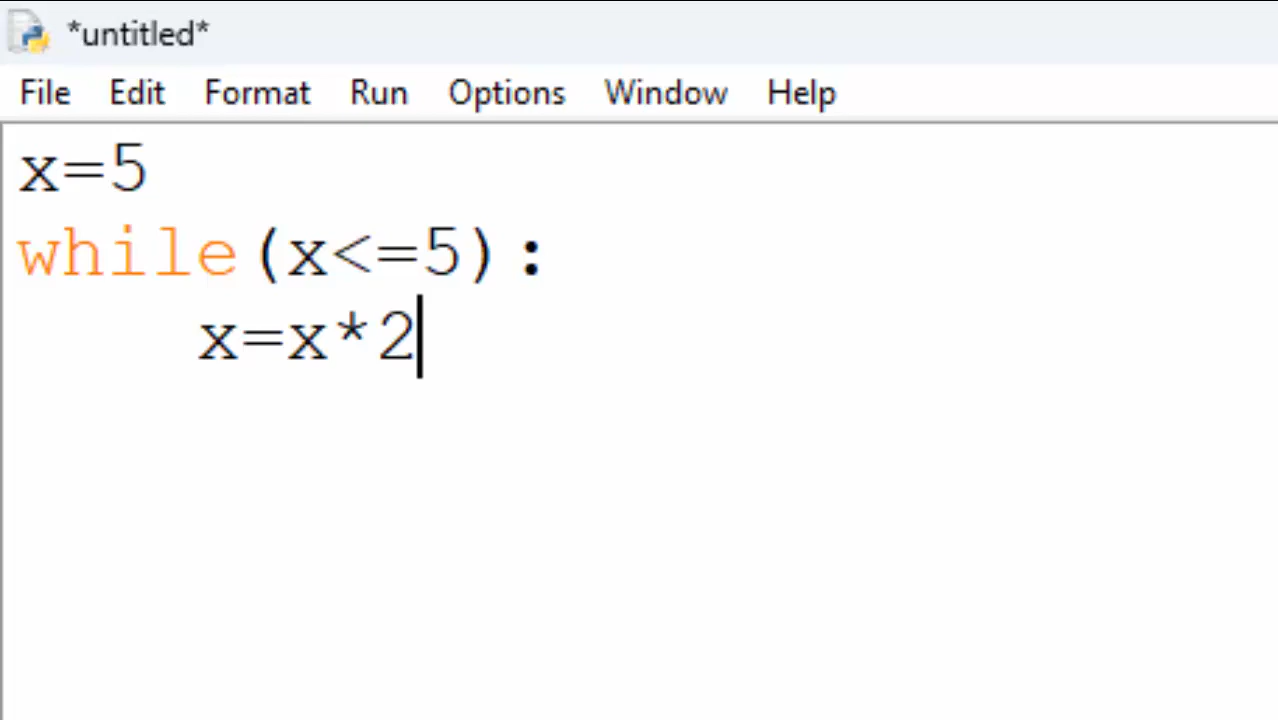 *untitled*
File Edit Format Run Options Window Help
x=5
while(x<=5):
    x=x*2